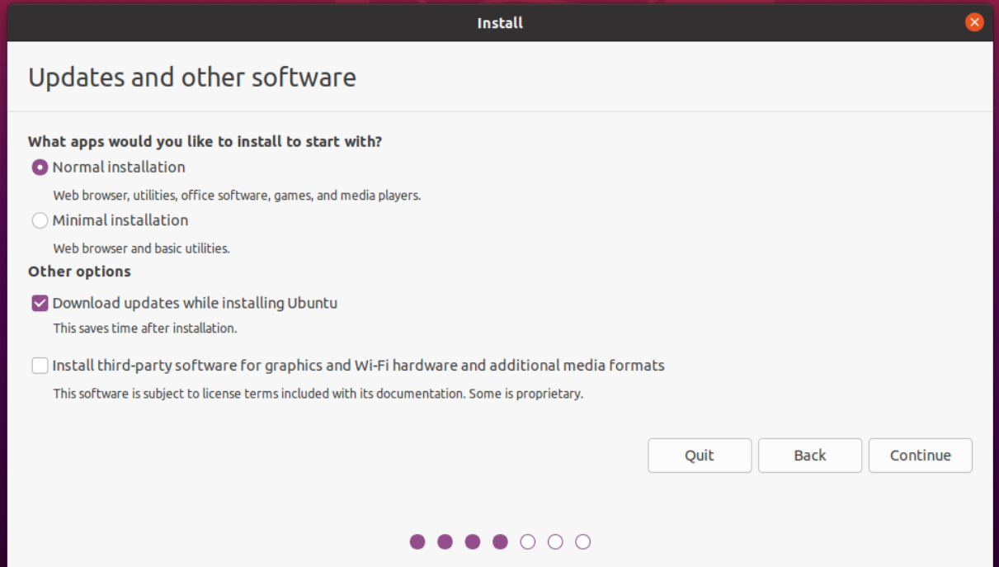 Install
Updates and other software
What apps would you like to install to start with?
Normal installation
Web browser, utilities, office software, games, and media players.
Minimal installation
Web browser and basic utilities.
Other options
Download updates while installing Ubuntu
This saves time after installation.
Install third-party software for graphics and Wi-Fi hardware and additional media formats
This software is subject to license terms included with its documentation. Some is proprietary.
Quit Back Continue